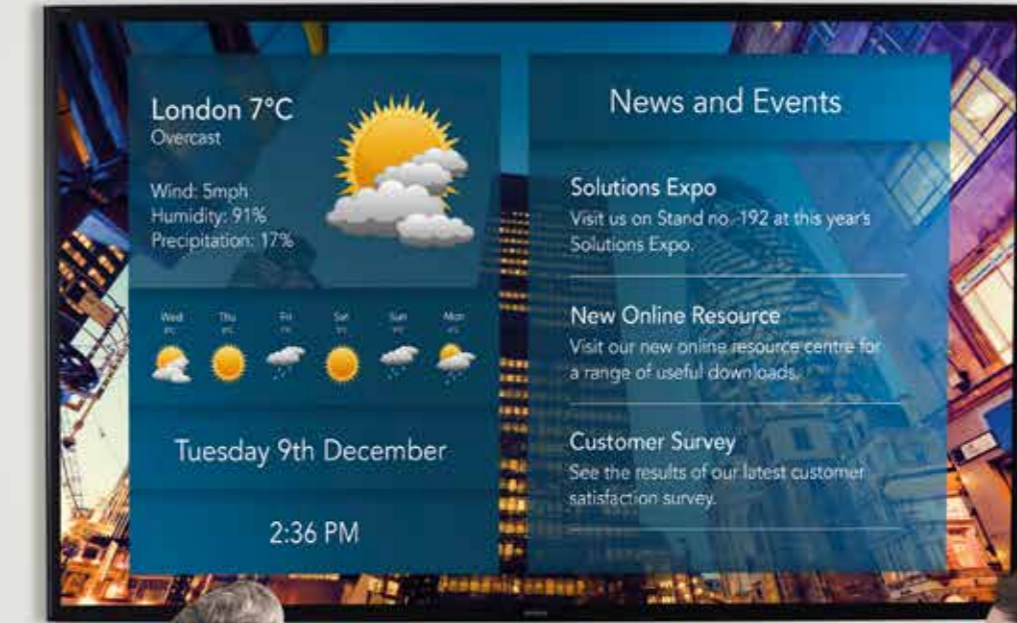 London 7°C
Overcast
Wind: 5mph
Humidity: 91%
Precipitation: 17%
Wed Thu Fri Sat Sun Mon
Tuesday 9th December
2:36 PM
News and Events
Solutions Expo
Visit us on Stand no. 192 at this year's
Solutions Expo.
New Online Resource
Visit our new online resource centre for
a range of useful downloads.
Customer Survey
See the results of our latest customer
satisfaction survey.